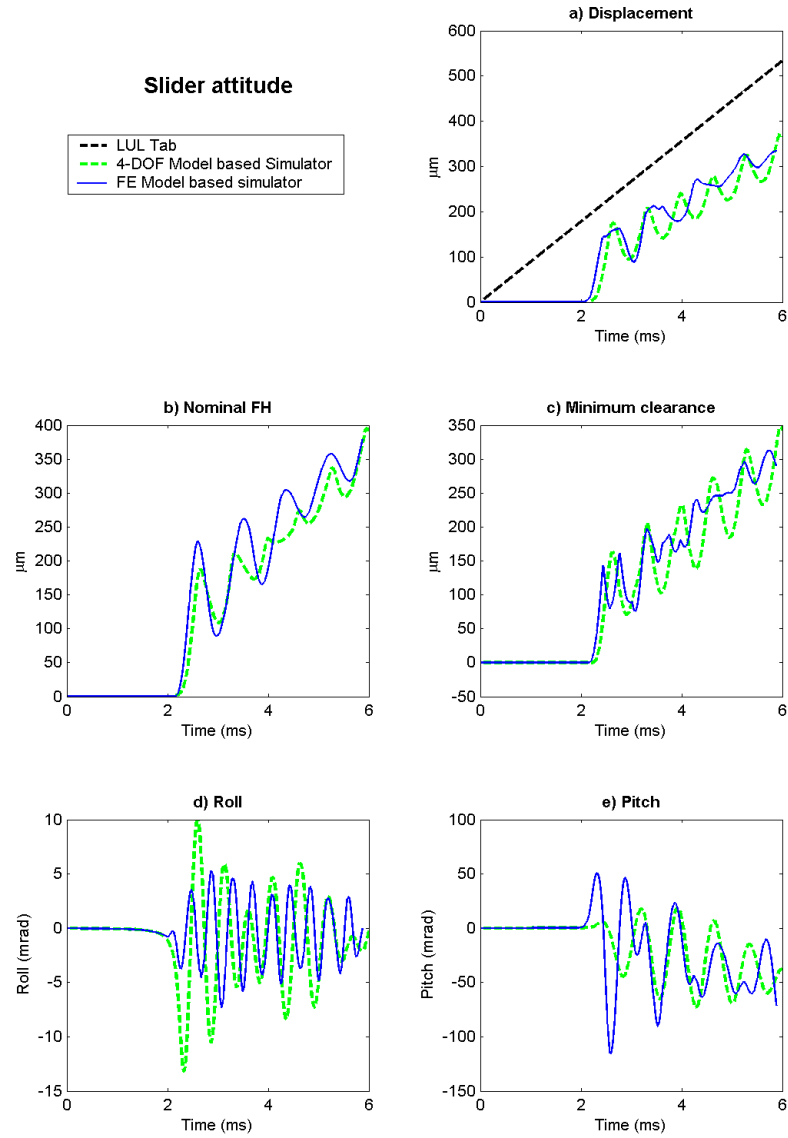 Slider attitude
LUL Tab
4-DOF Model based Simulator
FE Model based simulator
a) Displacement
600
500
400
300
200
100
0
µm
0 2 4 6
Time (ms)
b) Nominal FH
400
350
300
250
200
150
100
50
0
µm
0 2 4 6
Time (ms)
c) Minimum clearance
350
300
250
200
150
100
50
0
-50
µm
0 2 4 6
Time (ms)
d) Roll
10
5
0
-5
-10
-15
Roll (mrad)
0 2 4 6
Time (ms)
e) Pitch
100
50
0
-50
-100
-150
Pitch (mrad)
0 2 4 6
Time (ms)